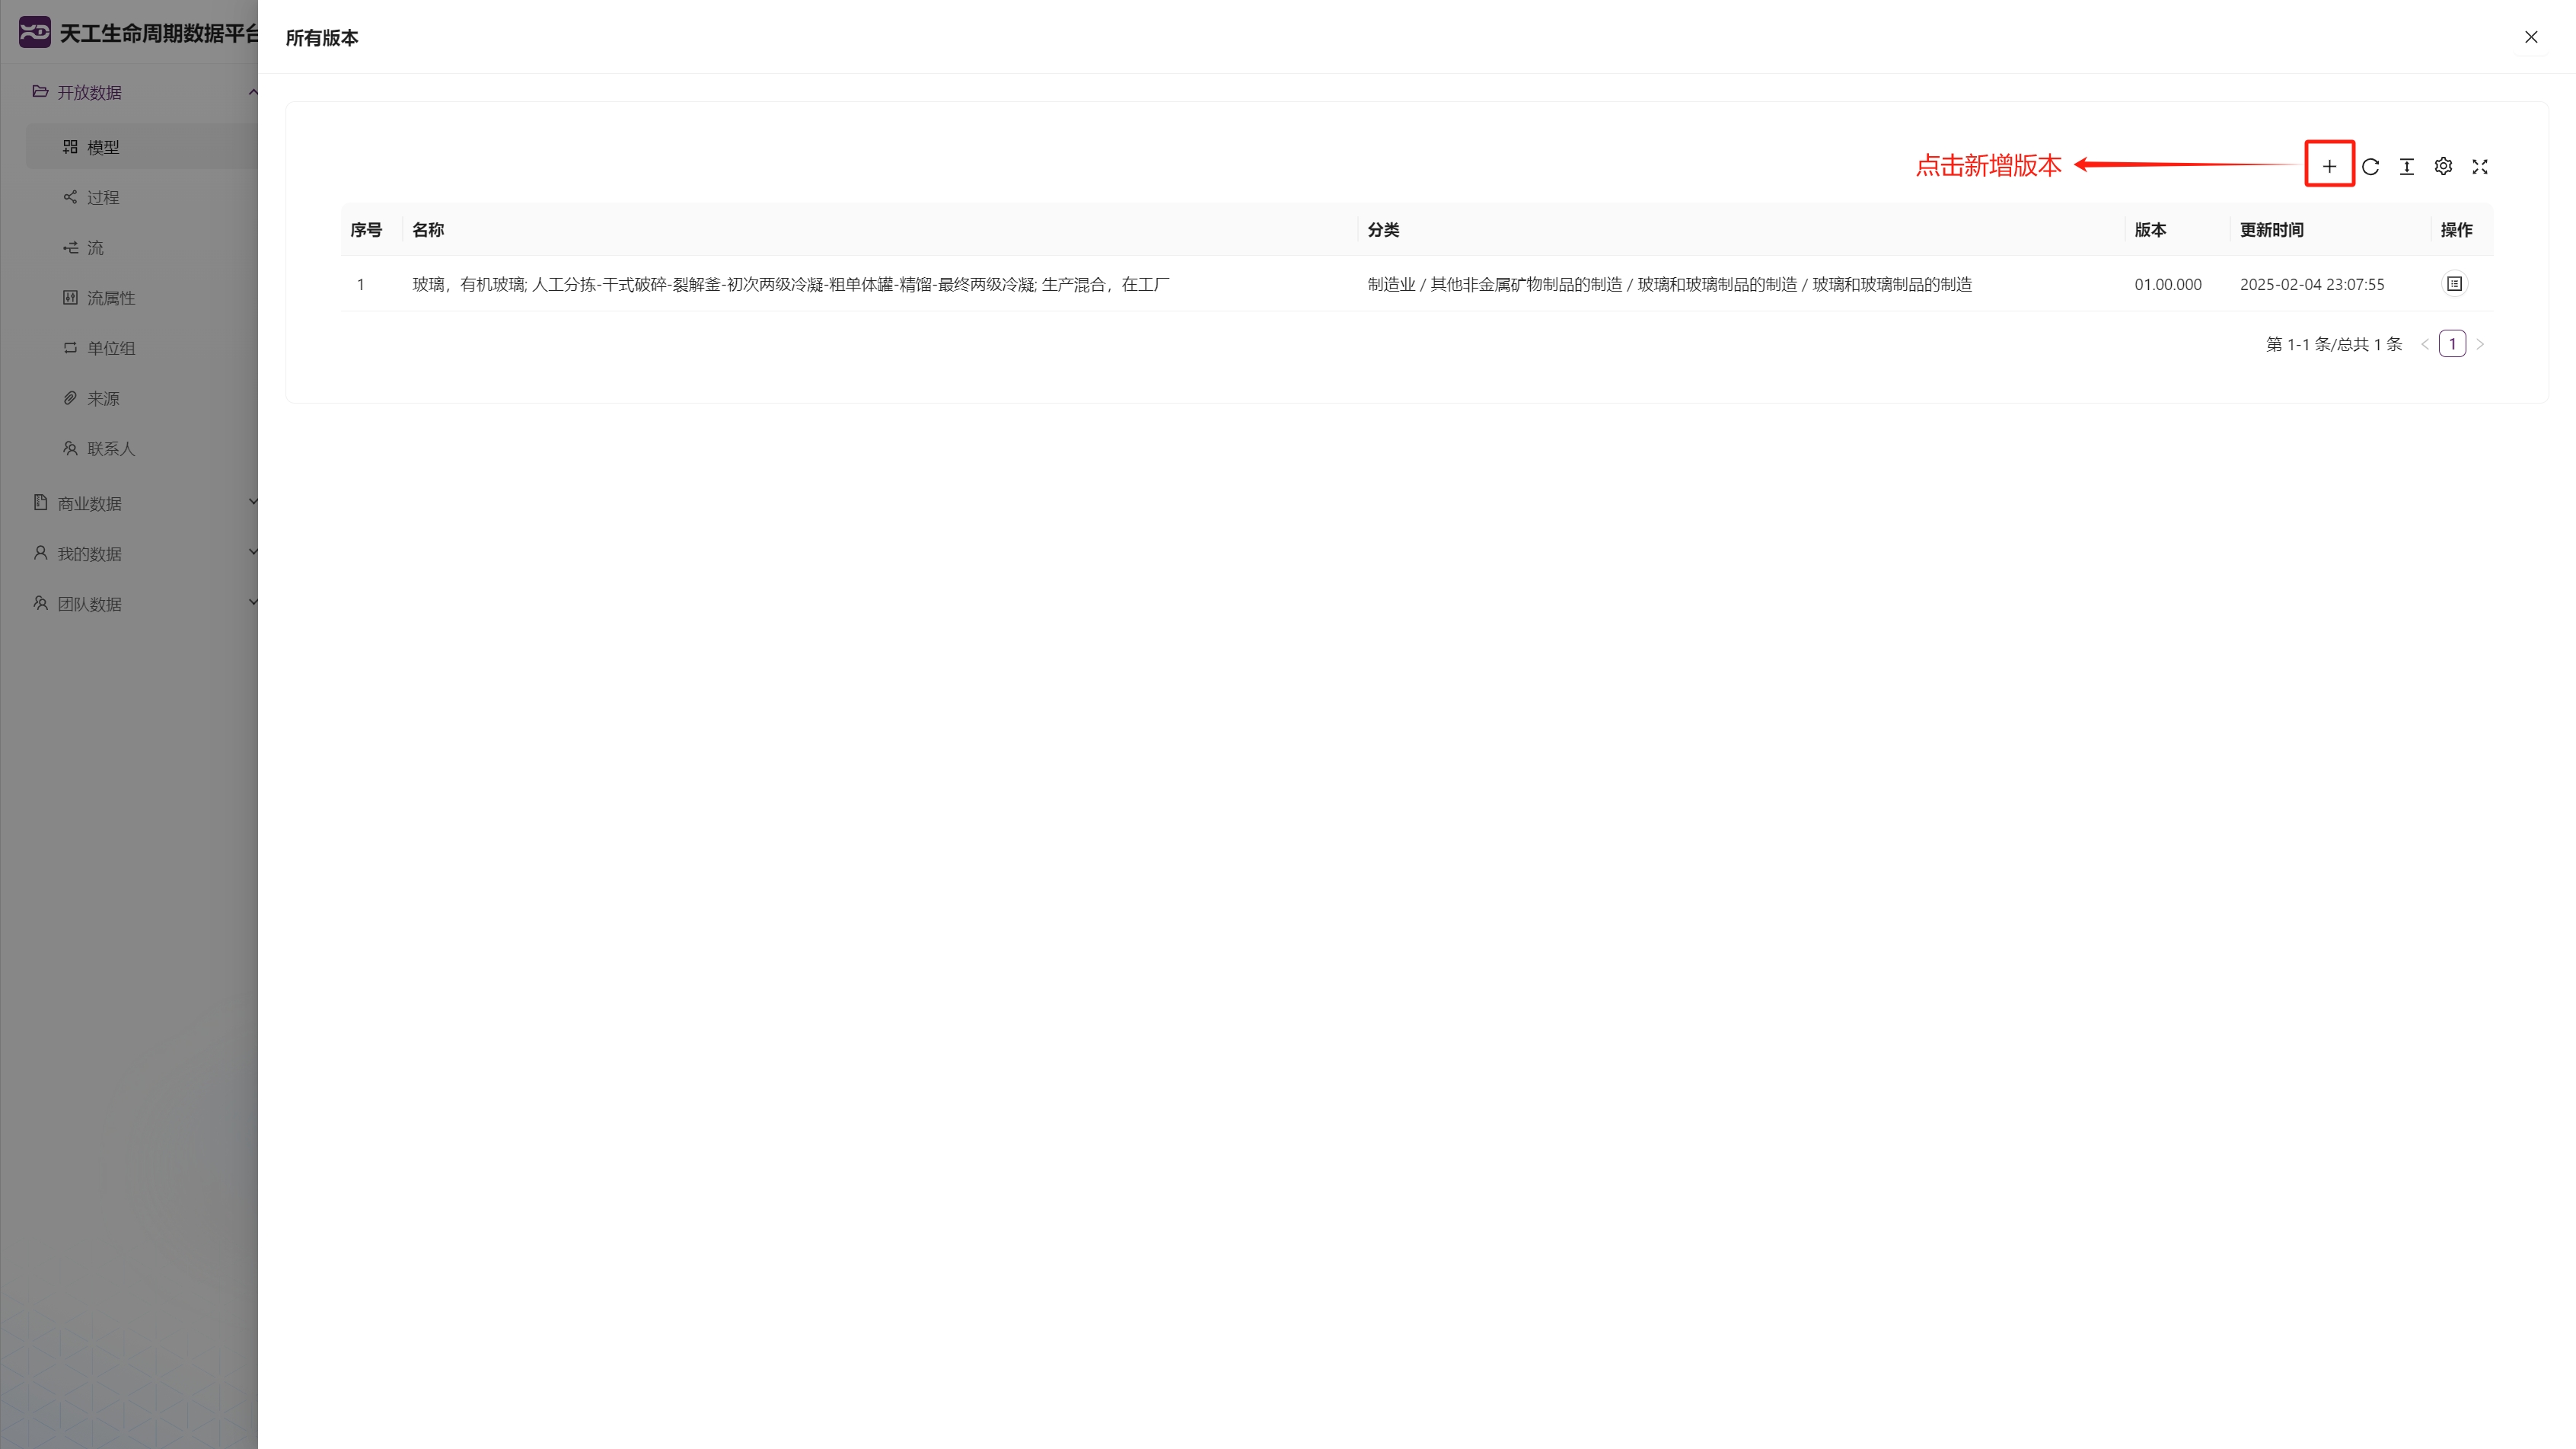 天工生命周期数据平台
开放数据
模型
过程
流
流属性
单位组
来源
联系人
商业数据
我的数据
团队数据
所有版本
点击新增版本
序号 名称 分类 版本 更新时间 操作
1 玻璃，有机玻璃; 人工分拣-干式破碎-裂解釜-初次两级冷凝-粗单体罐-精馏-最终两级冷凝; 生产混合，在工厂 制造业 / 其他非金属矿物制品的制造 / 玻璃和玻璃制品的制造 / 玻璃和玻璃制品的制造 01.00.000 2025-02-04 23:07:55
第 1-1 条/总共 1 条 < 1 >